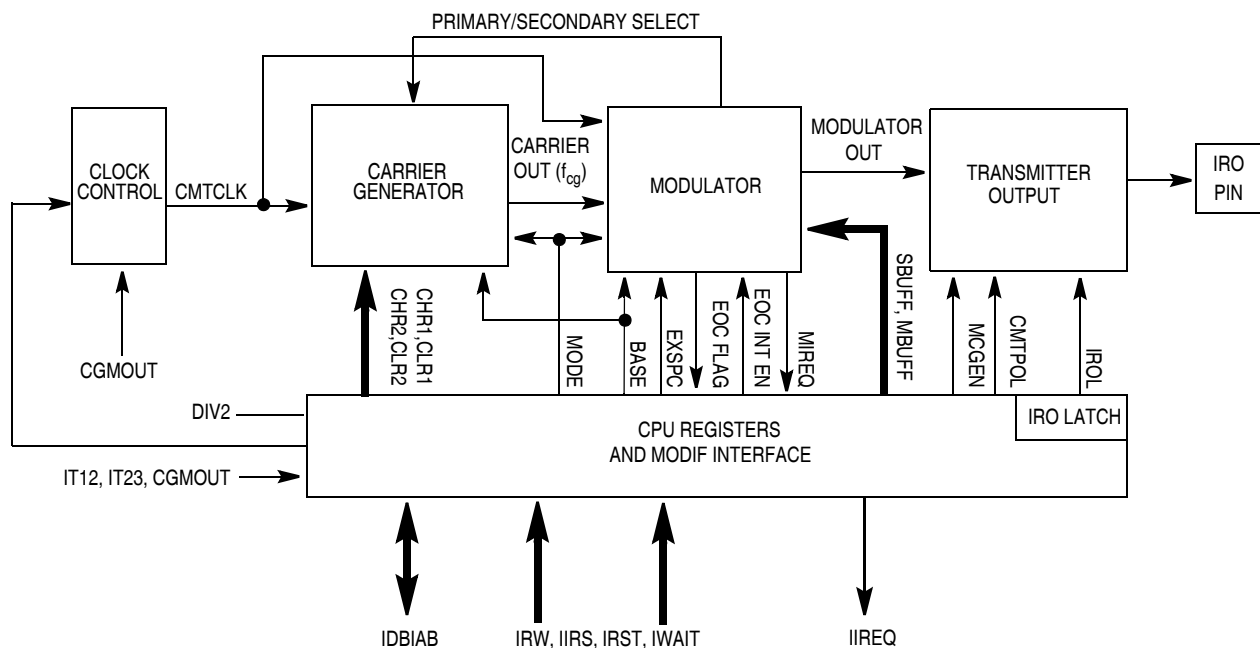 PRIMARY/SECONDARY SELECT
CLOCK
CONTROL
CMTCLK
CARRIER
GENERATOR
CARRIER
OUT (fcg)
MODULATOR
MODULATOR
OUT
TRANSMITTER
OUTPUT
IRO
PIN
CGMOUT
CHR1,CLR1
CHR2,CLR2
MODE
BASE
EXSPC
EOC FLAG
EOC INT EN
MIREQ
SBUFF, MBUFF
MCGEN
CMTPOL
IROL
DIV2
IRO LATCH
CPU REGISTERS
AND MODIF INTERFACE
IT12, IT23, CGMOUT
IDBIAB
IRW, IIRS, IRST, IWAIT
IIREQ